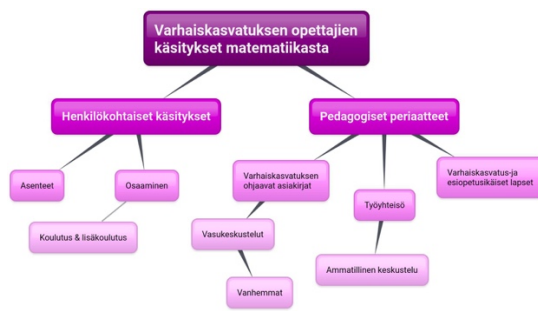 Varhaiskasvatuksen opettajien
käsitykset matematiikasta
Henkilökohtaiset käsitykset
Pedagogiset periaatteet
Asenteet
Osaaminen
Varhaiskasvatuksen
ohjaavat asiakirjat
Varhaiskasvatus-ja
esiopetusikäiset lapset
Työyhteisö
Koulutus & lisäkoulutus
Vasukeskustelut
Ammatillinen keskustelu
Vanhemmat